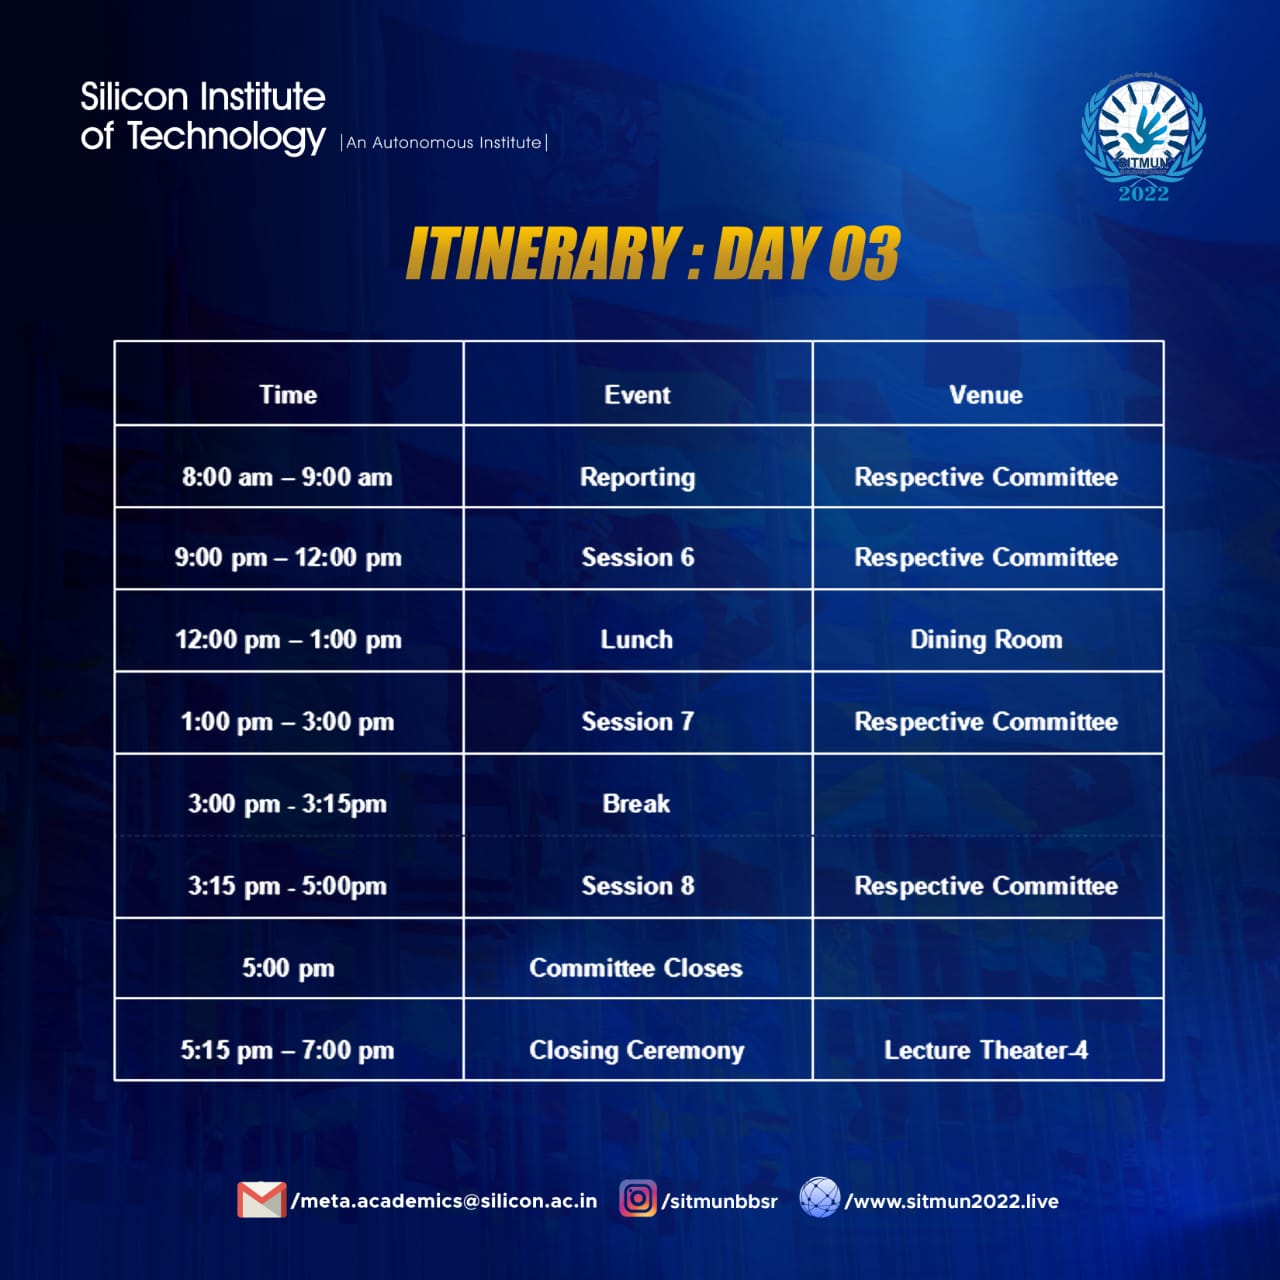 Silicon Institute
of Technology |An Autonomous Institute|
SITMUN
2022
ITINERARY : DAY 03
Time Event Venue
8:00 am – 9:00 am Reporting Respective Committee
9:00 pm – 12:00 pm Session 6 Respective Committee
12:00 pm – 1:00 pm Lunch Dining Room
1:00 pm – 3:00 pm Session 7 Respective Committee
3:00 pm - 3:15pm Break
3:15 pm - 5:00pm Session 8 Respective Committee
5:00 pm Committee Closes
5:15 pm – 7:00 pm Closing Ceremony Lecture Theater-4
/meta.academics@silicon.ac.in /sitmunbbsr /www.sitmun2022.live